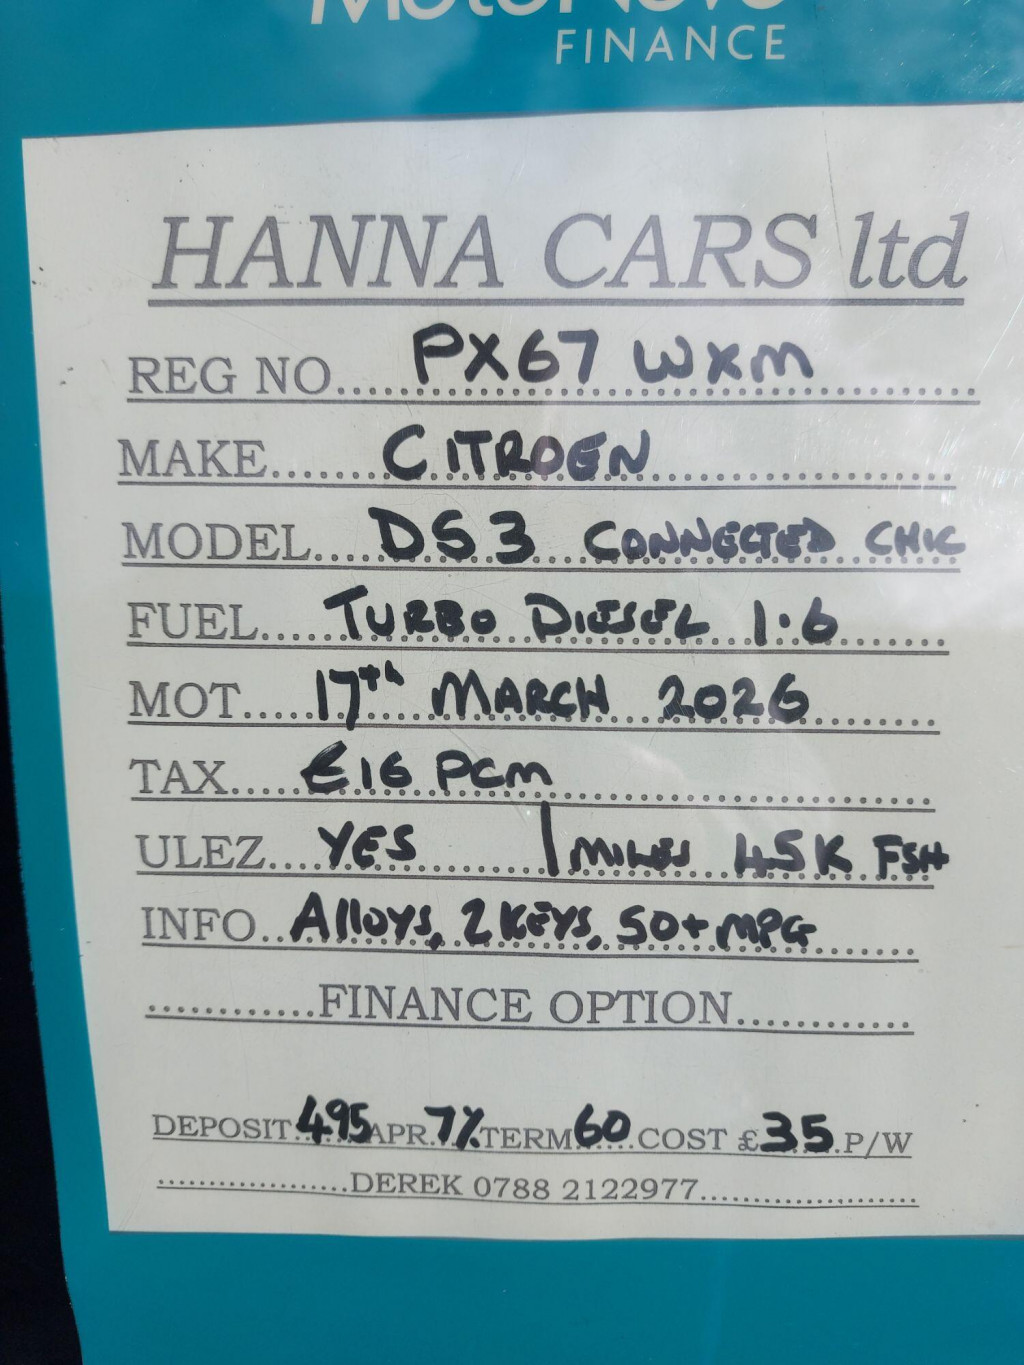 MotoNovo
FINANCE
HANNA CARS ltd
REG NO.....PX67 WXM.....
MAKE.....CITROEN.....
MODEL.....DS3 CONNECTED CHIC
FUEL.....TURBO DIESEL 1.6.....
MOT.....17th MARCH 2026.....
TAX.....£16 PCM.....
ULEZ....YES | MILES 45K FSH
INFO..Alloys, 2 KEYS, 50+ MPG.....
............FINANCE OPTION............
DEPOSIT.495 APR.7% TERM 60 COST £35.P/W
..................DEREK 0788 2122977.....................